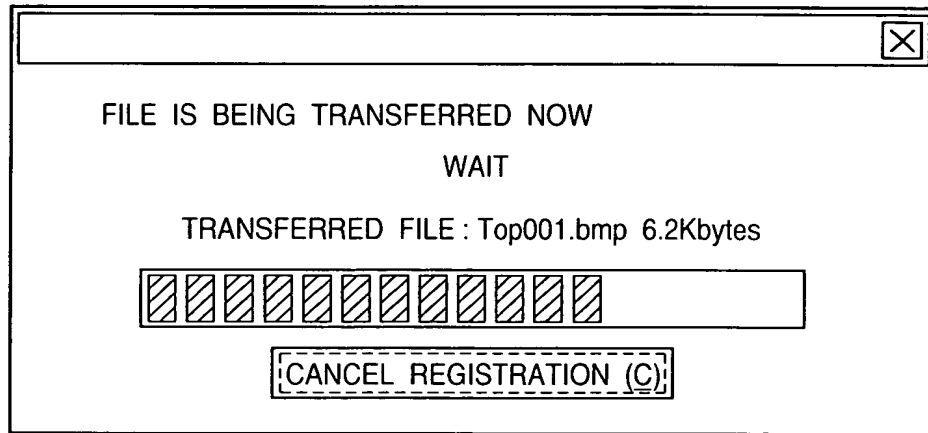 FILE IS BEING TRANSFERRED NOW
WAIT
TRANSFERRED FILE : Top001.bmp 6.2Kbytes
CANCEL REGISTRATION (C)